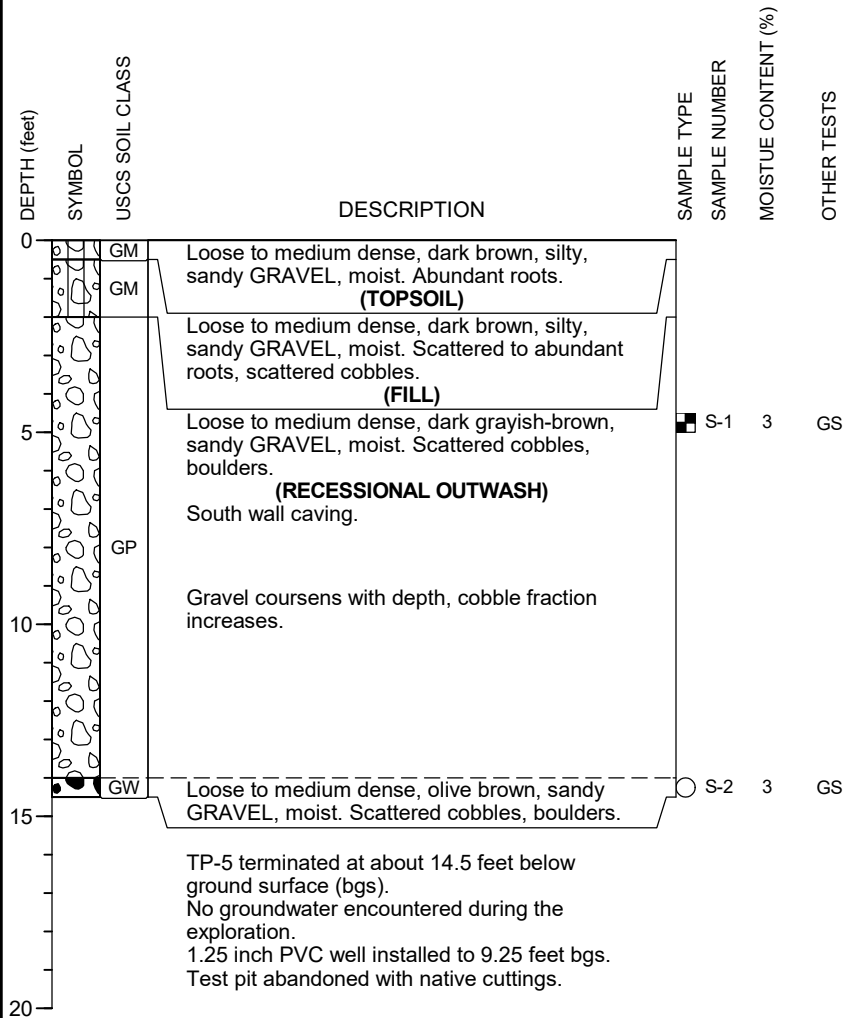 DEPTH (feet)
SYMBOL
USCS SOIL CLASS
DESCRIPTION
SAMPLE TYPE
SAMPLE NUMBER
MOISTUE CONTENT (%)
OTHER TESTS
0
GM
Loose to medium dense, dark brown, silty,
sandy GRAVEL, moist. Abundant roots.
(TOPSOIL)
GM
Loose to medium dense, dark brown, silty,
sandy GRAVEL, moist. Scattered to abundant
roots, scattered cobbles.
(FILL)
Loose to medium dense, dark grayish-brown,
sandy GRAVEL, moist. Scattered cobbles,
boulders.
(RECESSIONAL OUTWASH)
South wall caving.
5
S-1 3 GS
GP
Gravel coursens with depth, cobble fraction
increases.
10
GW
Loose to medium dense, olive brown, sandy
GRAVEL, moist. Scattered cobbles, boulders.
S-2 3 GS
15
TP-5 terminated at about 14.5 feet below
ground surface (bgs).
No groundwater encountered during the
exploration.
1.25 inch PVC well installed to 9.25 feet bgs.
Test pit abandoned with native cuttings.
20